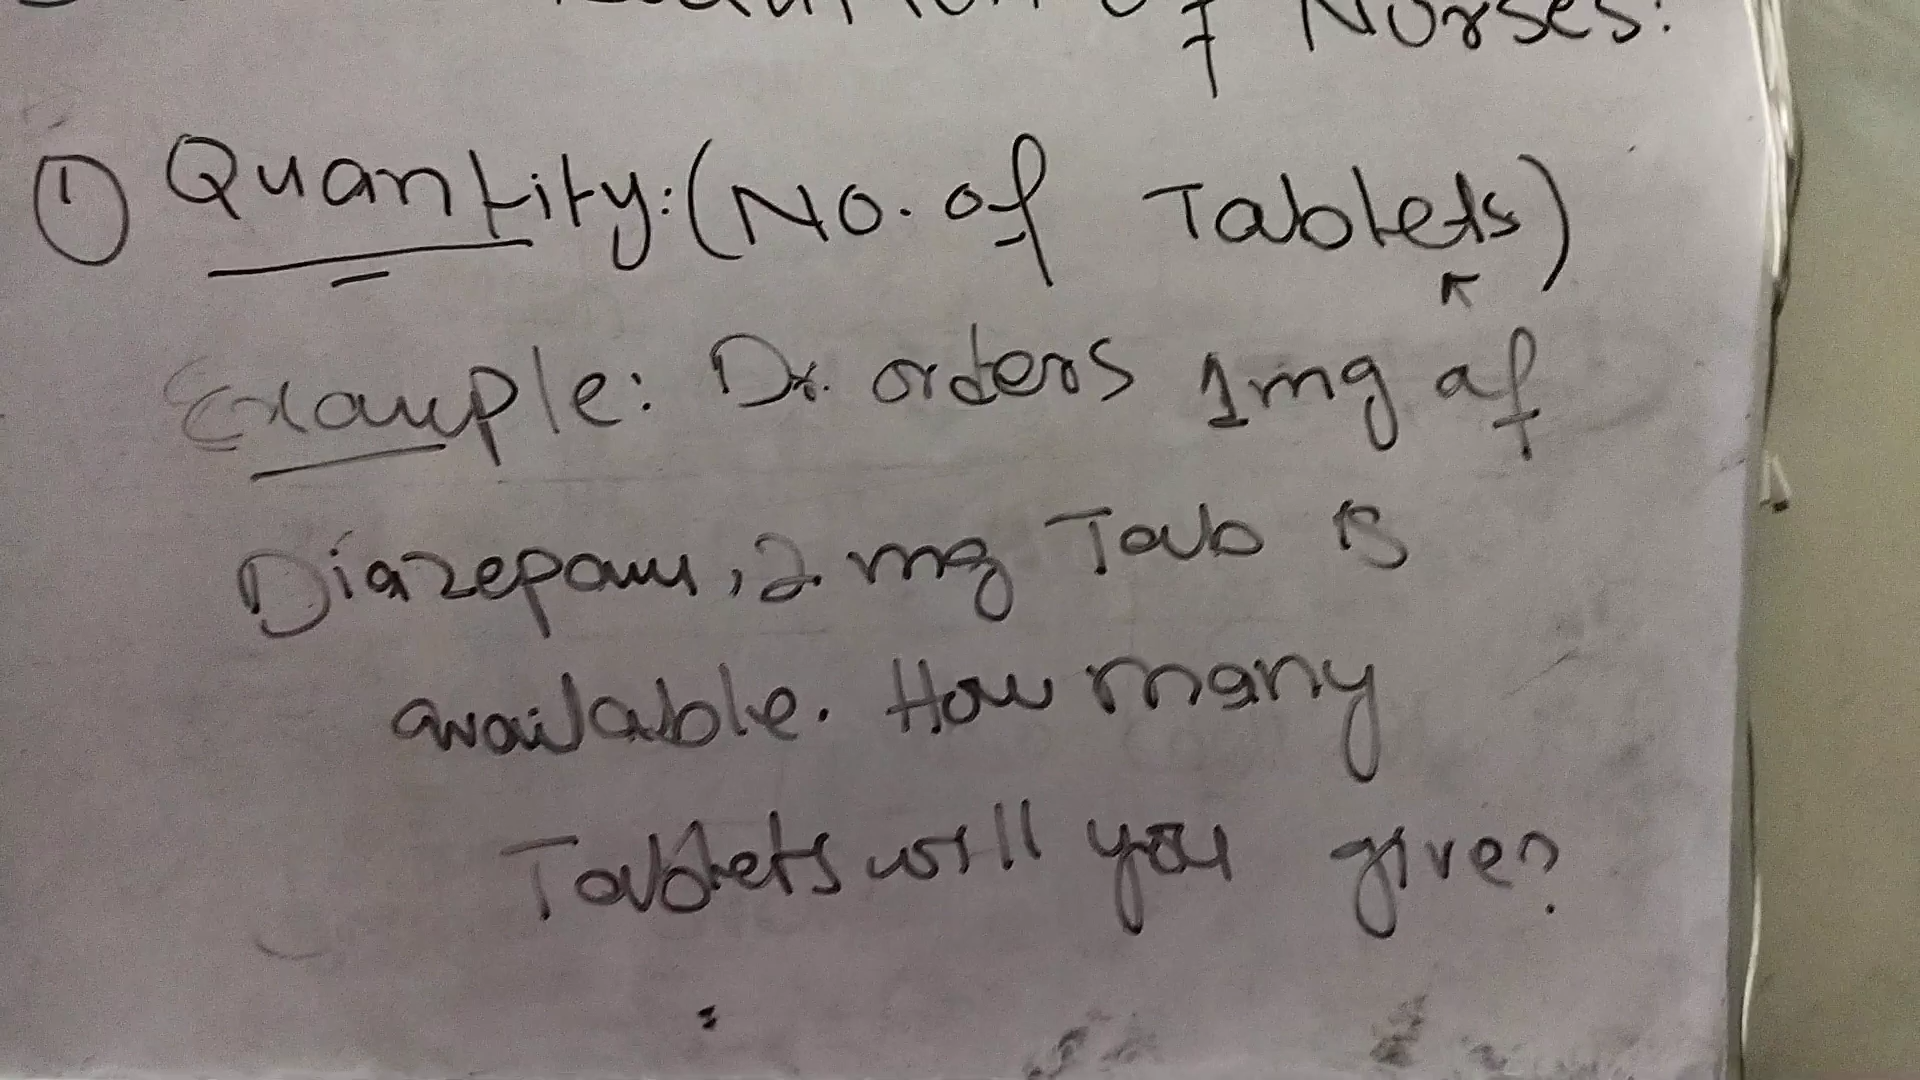 of Nurses:
① Quantity: (No. of Tablets)
Example: Dr. orders 1mg of
Diazepam, 2. mg Tab is
available. How many
Tablets will you give?